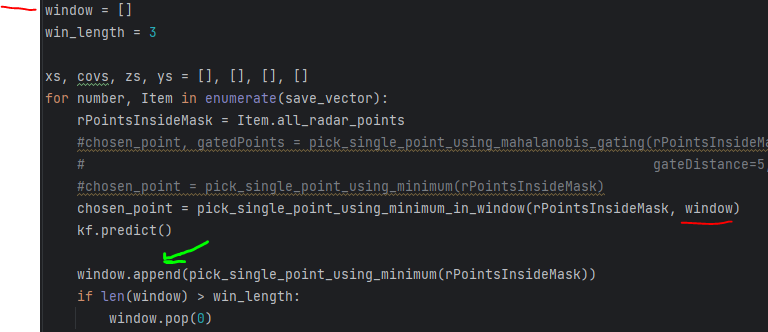 window = []
win_length = 3
xs, covs, zs, ys = [], [], [], []
for number, Item in enumerate(save_vector):
rPointsInsideMask = Item.all_radar_points
#chosen_point, gatedPoints = pick_single_point_using_mahalanobis_gating(rPointsInsideMa
# gateDistance=5,
#chosen_point = pick_single_point_using_minimum(rPointsInsideMask)
chosen_point = pick_single_point_using_minimum_in_window(rPointsInsideMask, window)
kf.predict()
window.append(pick_single_point_using_minimum(rPointsInsideMask))
if len(window) > win_length:
window.pop(0)